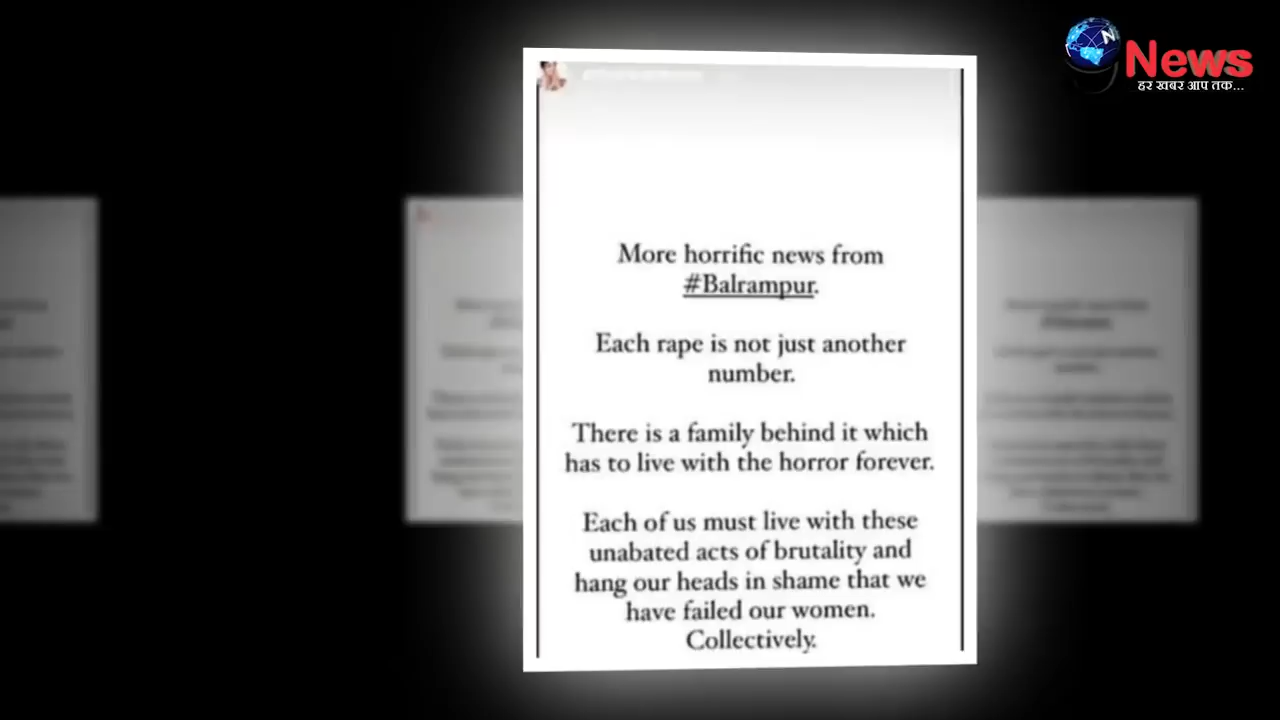 News
हर खबर आप तक...
More horrific news from
#Balrampur.
Each rape is not just another
number.
There is a family behind it which
has to live with the horror forever.
Each of us must live with these
unabated acts of brutality and
hang our heads in shame that we
have failed our women.
Collectively.